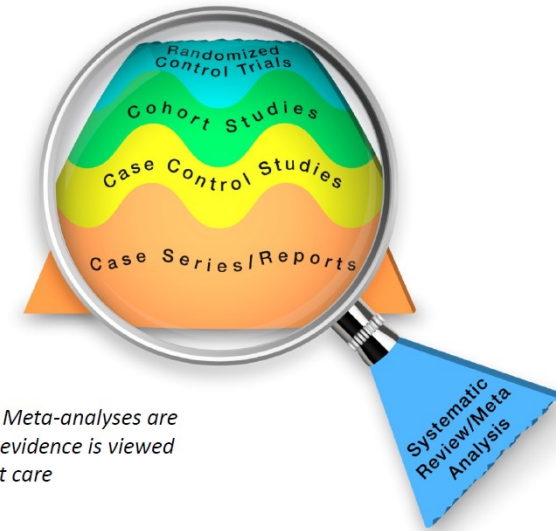 Randomized
Control Trials
Cohort Studies
Case Control Studies
Case Series/Reports
Systematic
Review/Meta
Analysis
Meta-analyses are
evidence is viewed
t care